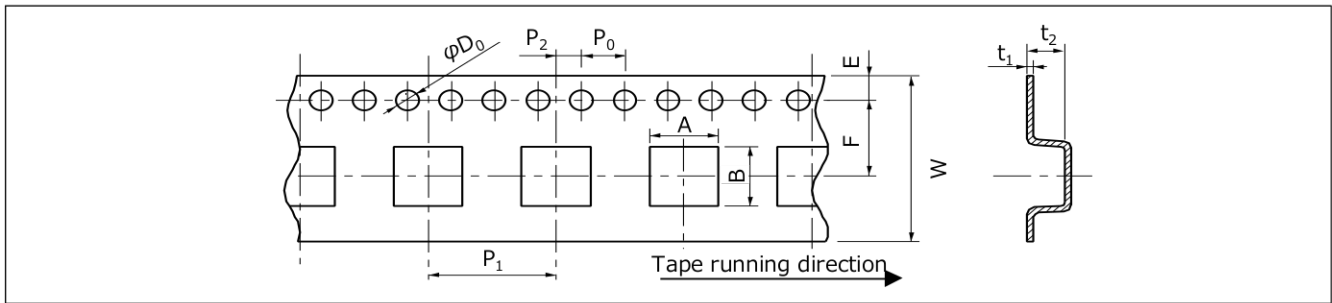 φD₀
P₂
P₀
E
t₁
t₂
A
F
B
W
P₁
Tape running direction